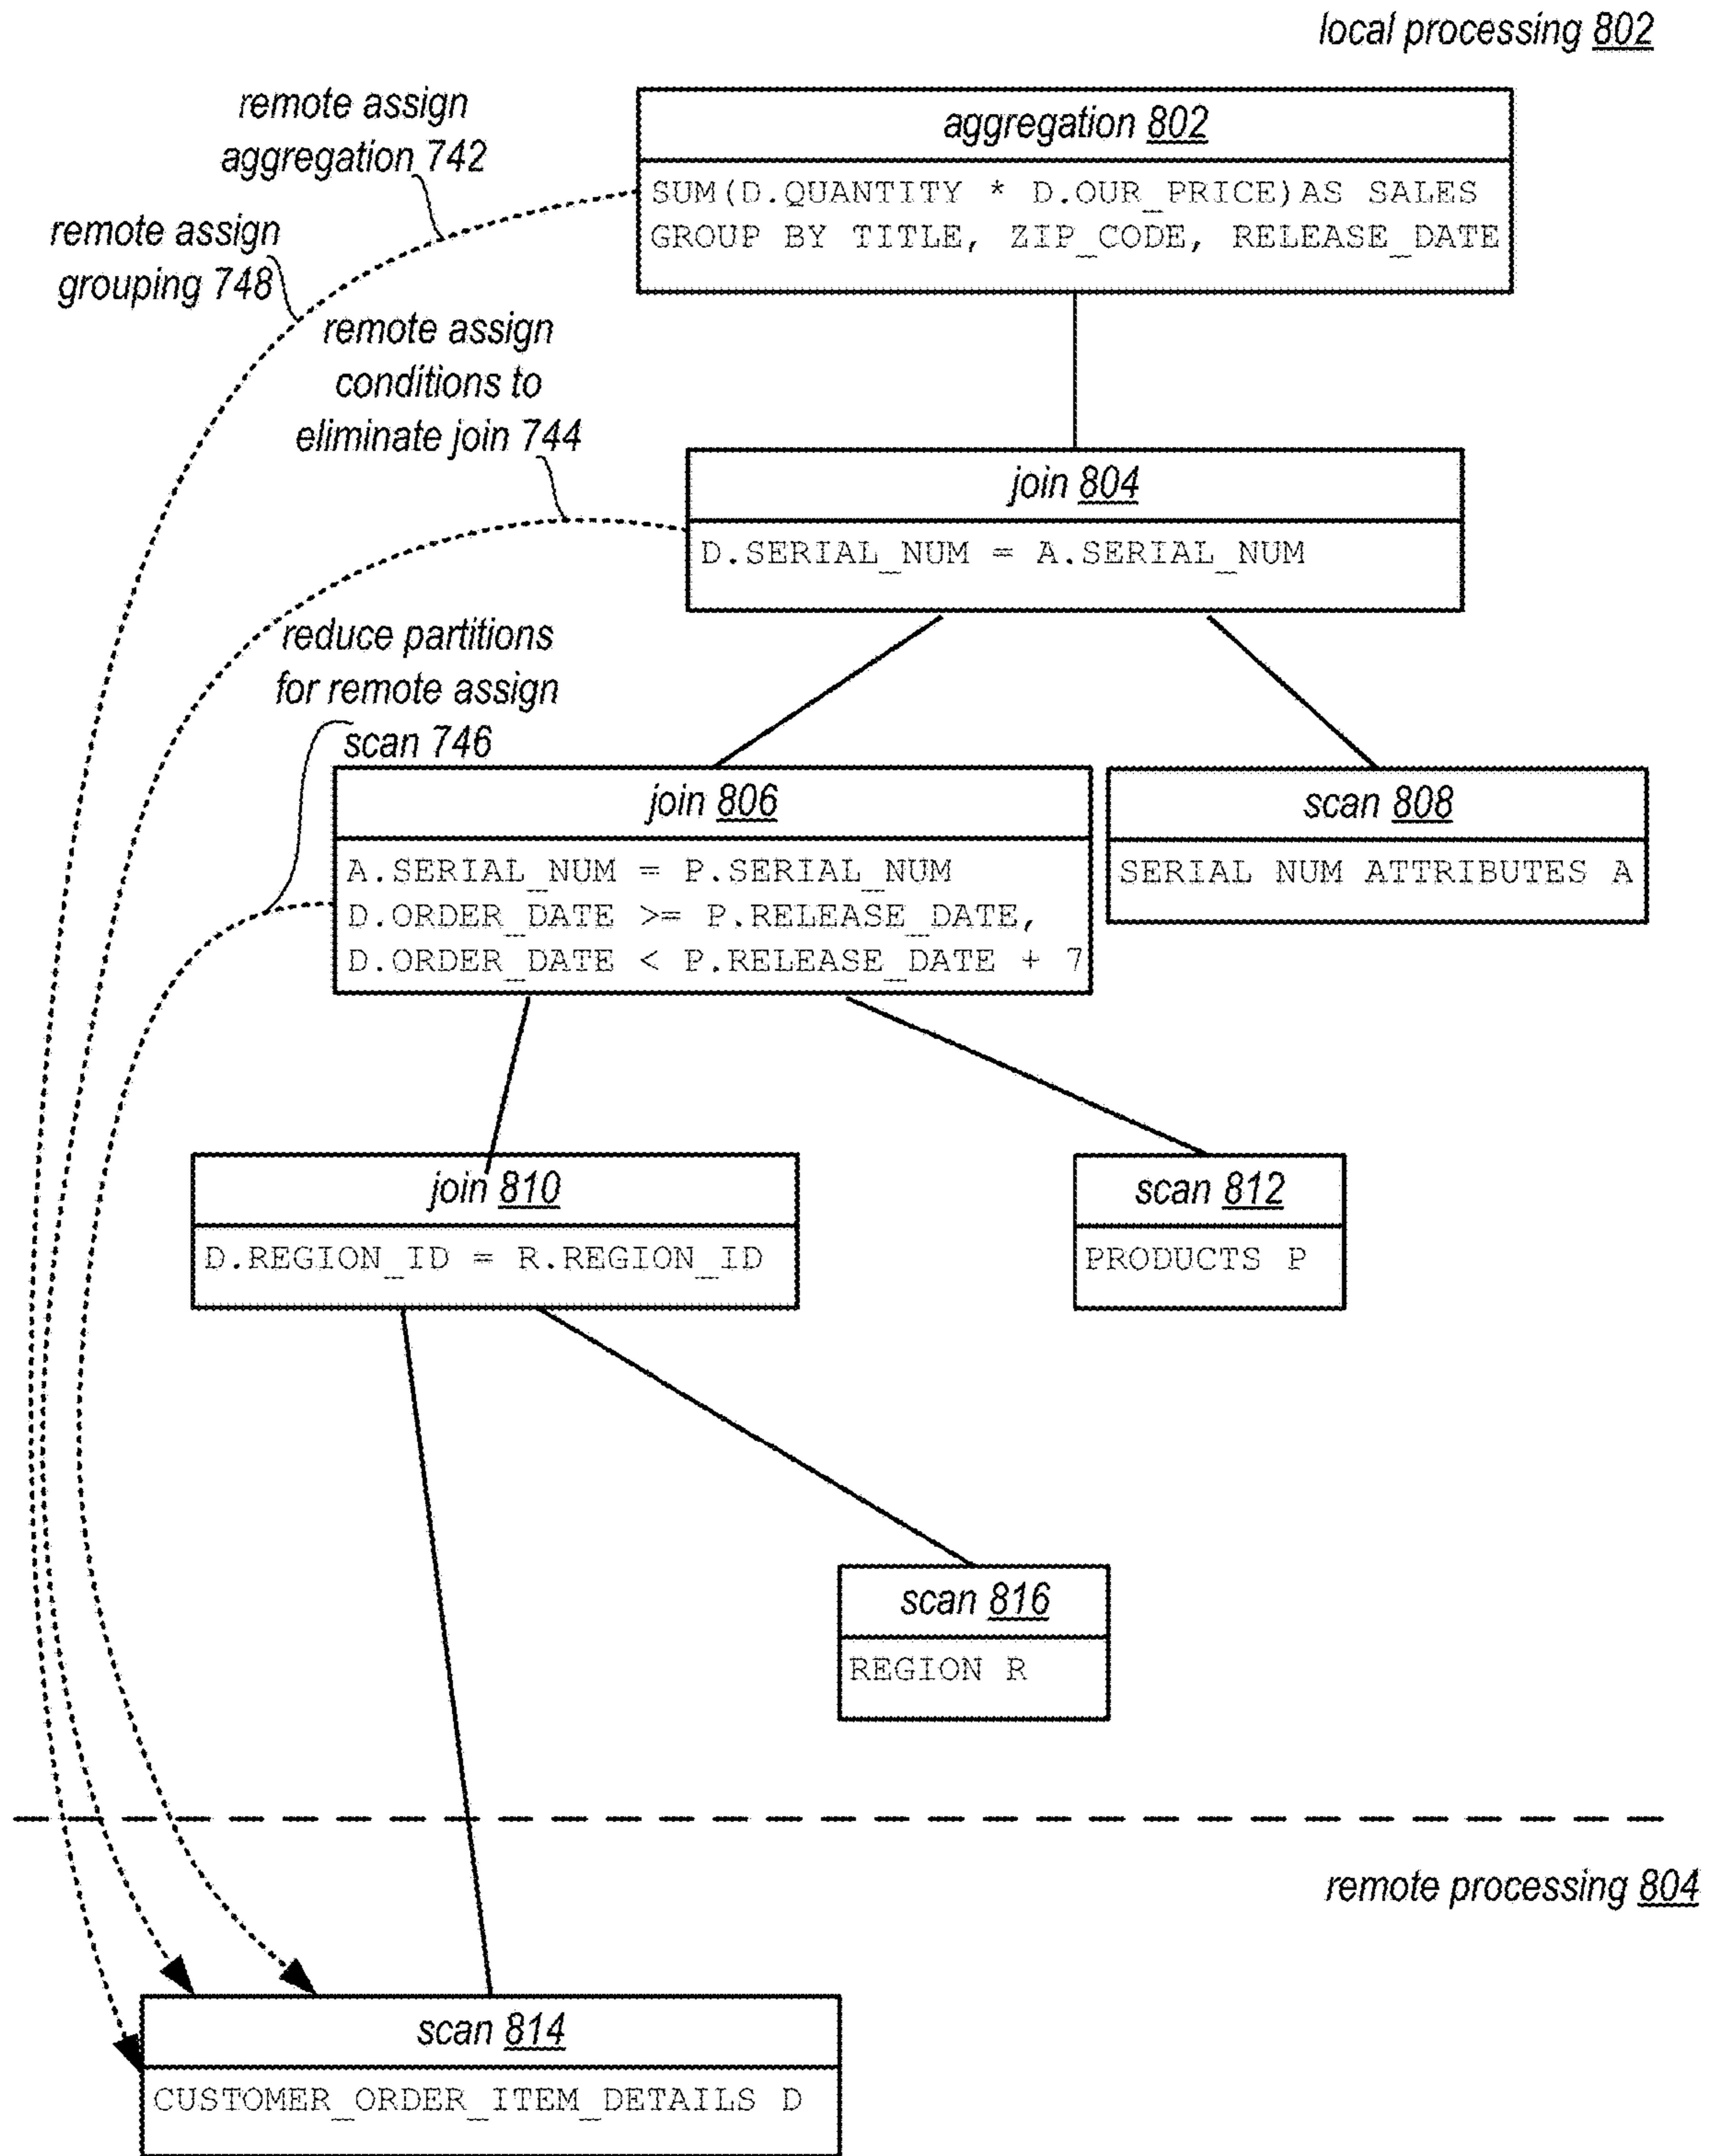 local processing 802
remote assign
aggregation 742
aggregation 802
SUM(D.QUANTITY * D.OUR_PRICE)AS SALES
GROUP BY TITLE, ZIP_CODE, RELEASE_DATE
remote assign
grouping 748
remote assign
conditions to
eliminate join 744
join 804
D.SERIAL_NUM = A.SERIAL_NUM
reduce partitions
for remote assign
scan 746
join 806
A.SERIAL_NUM = P.SERIAL_NUM
D.ORDER_DATE >= P.RELEASE_DATE,
D.ORDER_DATE < P.RELEASE_DATE + 7
scan 808
SERIAL NUM ATTRIBUTES A
join 810
D.REGION_ID = R.REGION_ID
scan 812
PRODUCTS P
scan 816
REGION R
remote processing 804
scan 814
CUSTOMER_ORDER_ITEM_DETAILS D